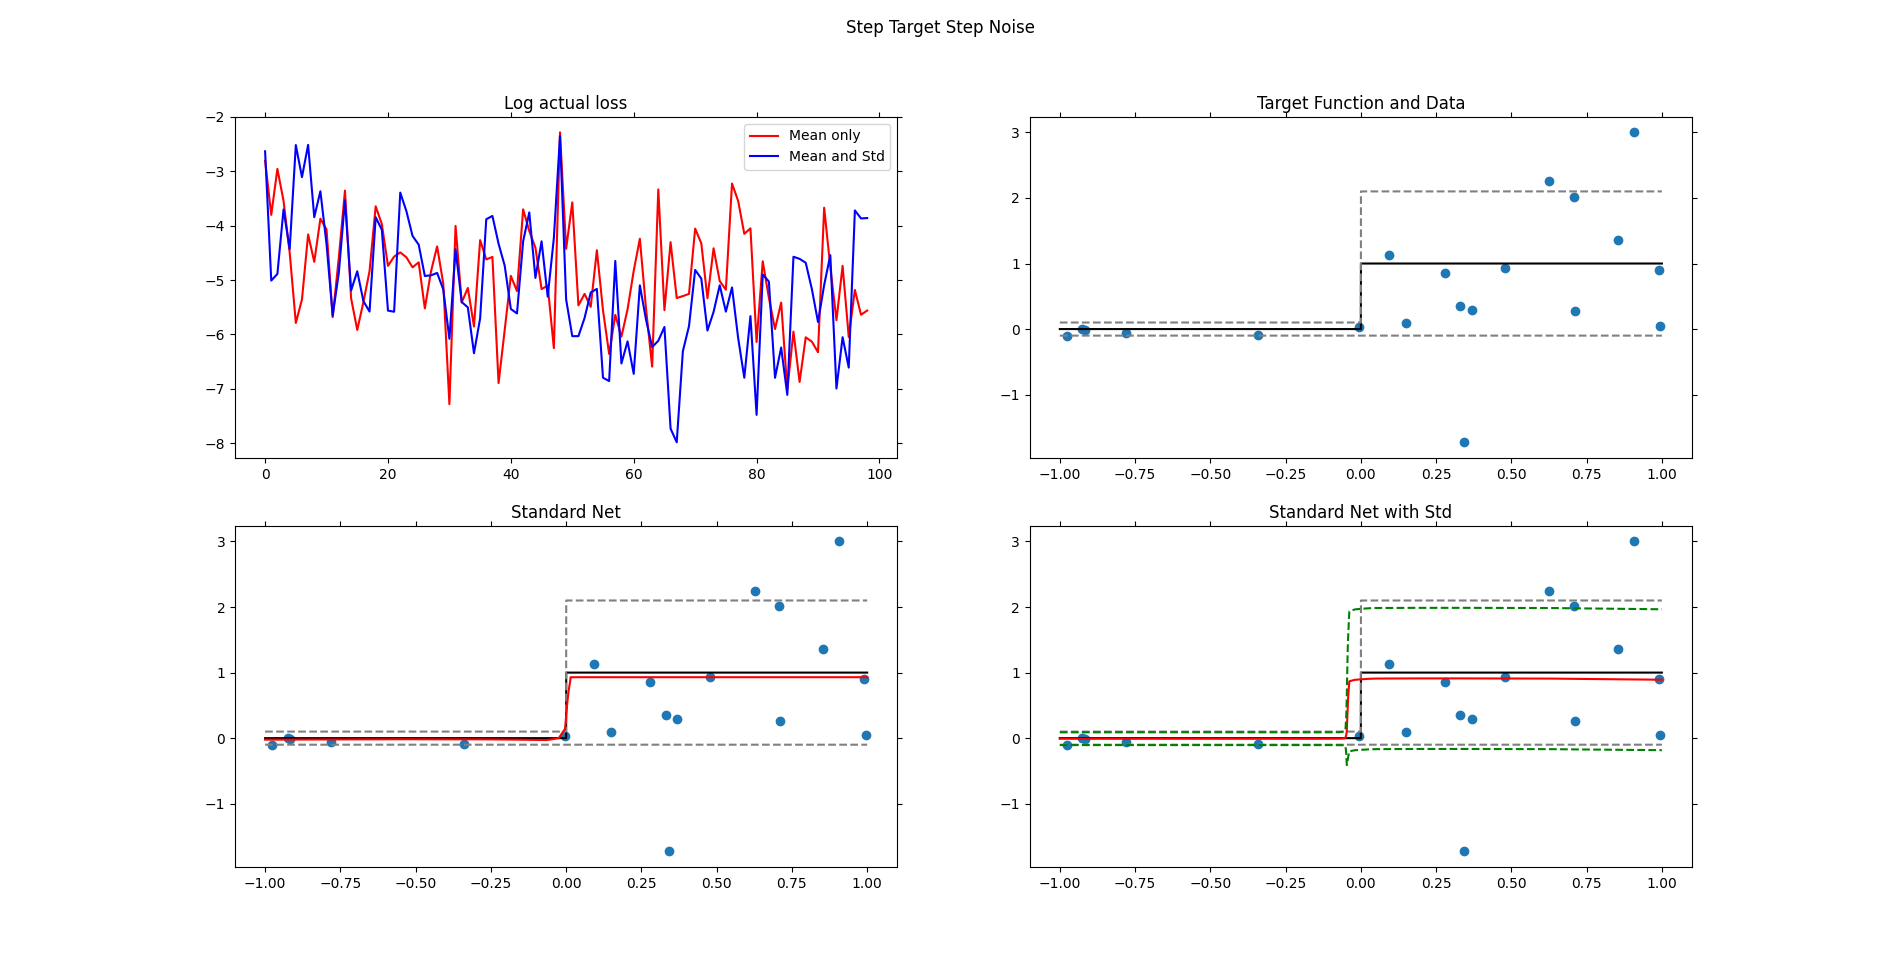 Step Target Step Noise
Log actual loss
−2
−3
−4
−5
−6
−7
−8
0 20 40 60 80 100
Mean only
Mean and Std
Target Function and Data
3
2
1
0
−1
−1.00 −0.75 −0.50 −0.25 0.00 0.25 0.50 0.75 1.00
Standard Net
3
2
1
0
−1
−1.00 −0.75 −0.50 −0.25 0.00 0.25 0.50 0.75 1.00
Standard Net with Std
3
2
1
0
−1
−1.00 −0.75 −0.50 −0.25 0.00 0.25 0.50 0.75 1.00